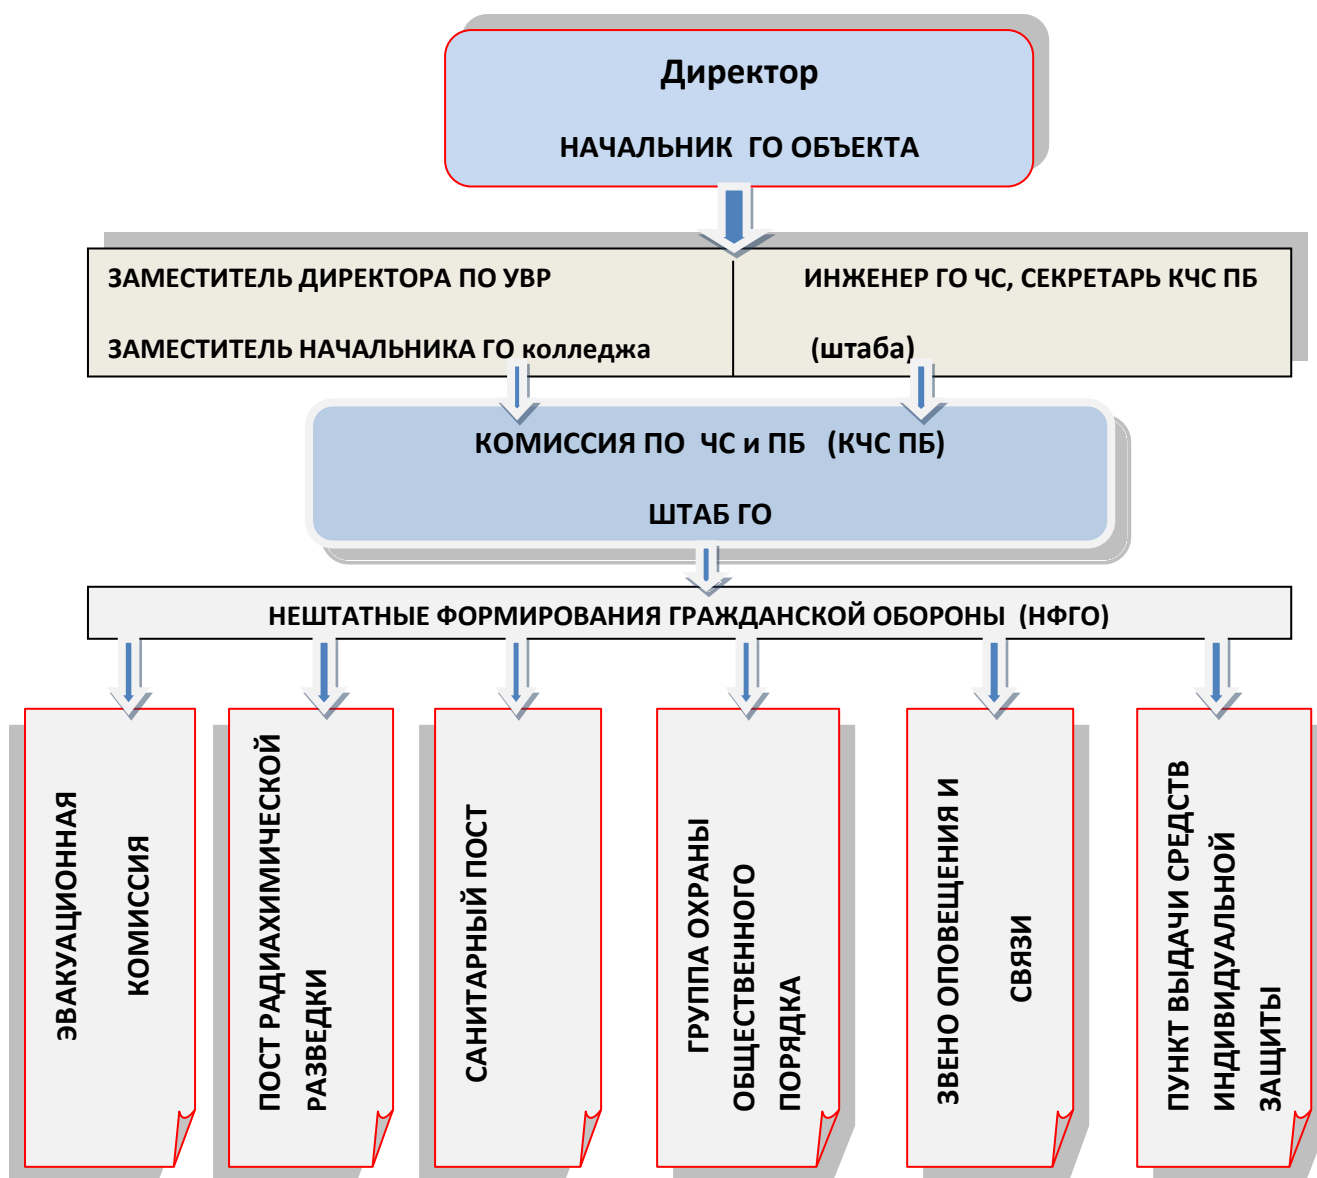 Директор
НАЧАЛЬНИК ГО ОБЪЕКТА
ЗАМЕСТИТЕЛЬ ДИРЕКТОРА ПО УВР
ЗАМЕСТИТЕЛЬ НАЧАЛЬНИКА ГО колледжа
ИНЖЕНЕР ГО ЧС, СЕКРЕТАРЬ КЧС ПБ
(штаба)
КОМИССИЯ ПО ЧС и ПБ (КЧС ПБ)
ШТАБ ГО
НЕШТАТНЫЕ ФОРМИРОВАНИЯ ГРАЖДАНСКОЙ ОБОРОНЫ (НФГО)
ЭВАКУАЦИОННАЯ
КОМИССИЯ
ПОСТ РАДИАХИМИЧЕСКОЙ
РАЗВЕДКИ
САНИТАРНЫЙ ПОСТ
ГРУППА ОХРАНЫ
ОБЩЕСТВЕННОГО
ПОРЯДКА
ЗВЕНО ОПОВЕЩЕНИЯ И
СВЯЗИ
ПУНКТ ВЫДАЧИ СРЕДСТВ
ИНДИВИДУАЛЬНОЙ
ЗАЩИТЫ